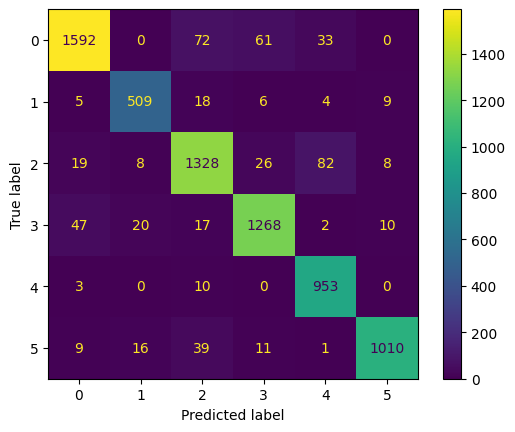 0 1592 0 72 61 33 0
1 5 509 18 6 4 9
2 19 8 1328 26 82 8
3 47 20 17 1268 2 10
4 3 0 10 0 953 0
5 9 16 39 11 1 1010
0 1 2 3 4 5
Predicted label
True label
1400
1200
1000
800
600
400
200
0